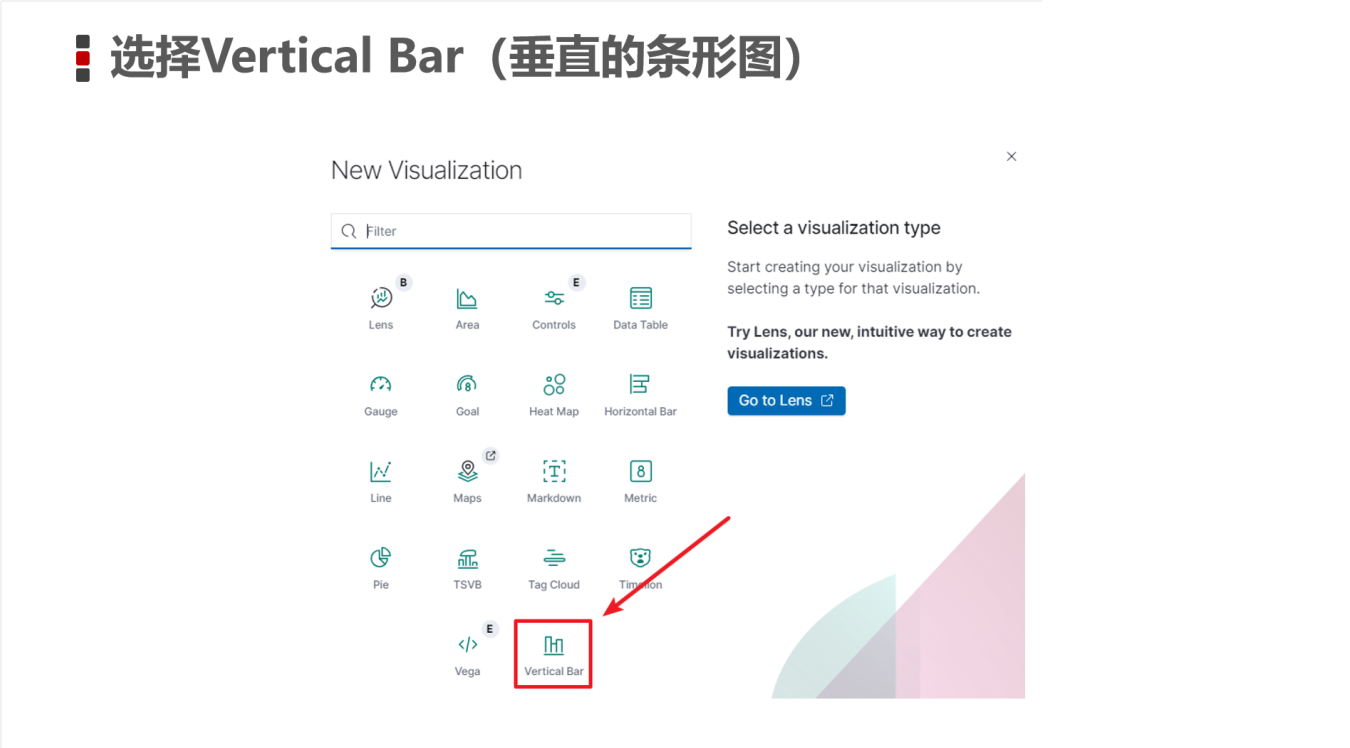 选择Vertical Bar（垂直的条形图）
New Visualization
Filter
Select a visualization type
Start creating your visualization by
selecting a type for that visualization.
Try Lens, our new, intuitive way to create
visualizations.
Go to Lens
B
E
Lens
Area
Controls
Data Table
Gauge
Goal
8
Heat Map
Horizontal Bar
Line
Maps
T
Markdown
8
Metric
Pie
TSVB
Tag Cloud
Timelion
E
Vega
Vertical Bar